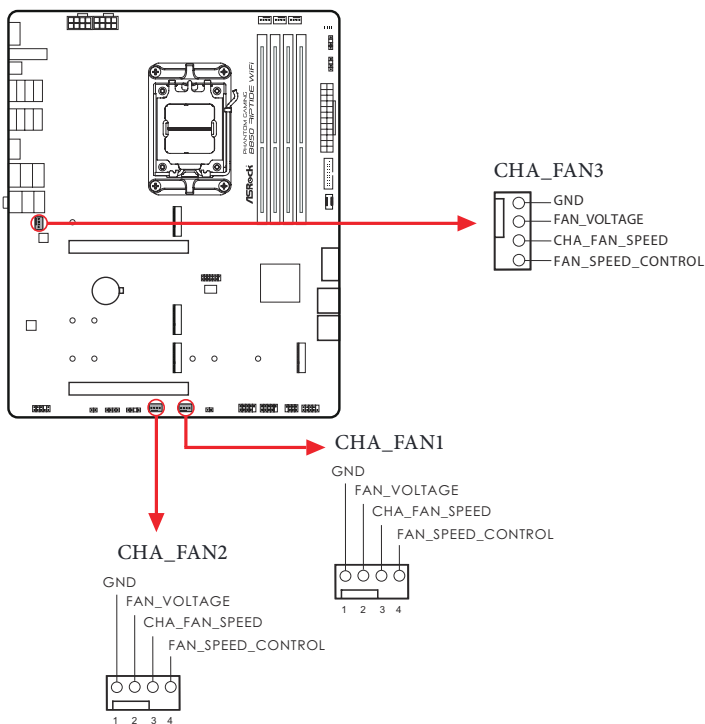 PHANTOM GAMING
B850 RIPTIDE WiFi
ASRock
CHA_FAN3
GND
FAN_VOLTAGE
CHA_FAN_SPEED
FAN_SPEED_CONTROL
CHA_FAN1
GND
FAN_VOLTAGE
CHA_FAN_SPEED
FAN_SPEED_CONTROL
1 2 3 4
CHA_FAN2
GND
FAN_VOLTAGE
CHA_FAN_SPEED
FAN_SPEED_CONTROL
1 2 3 4